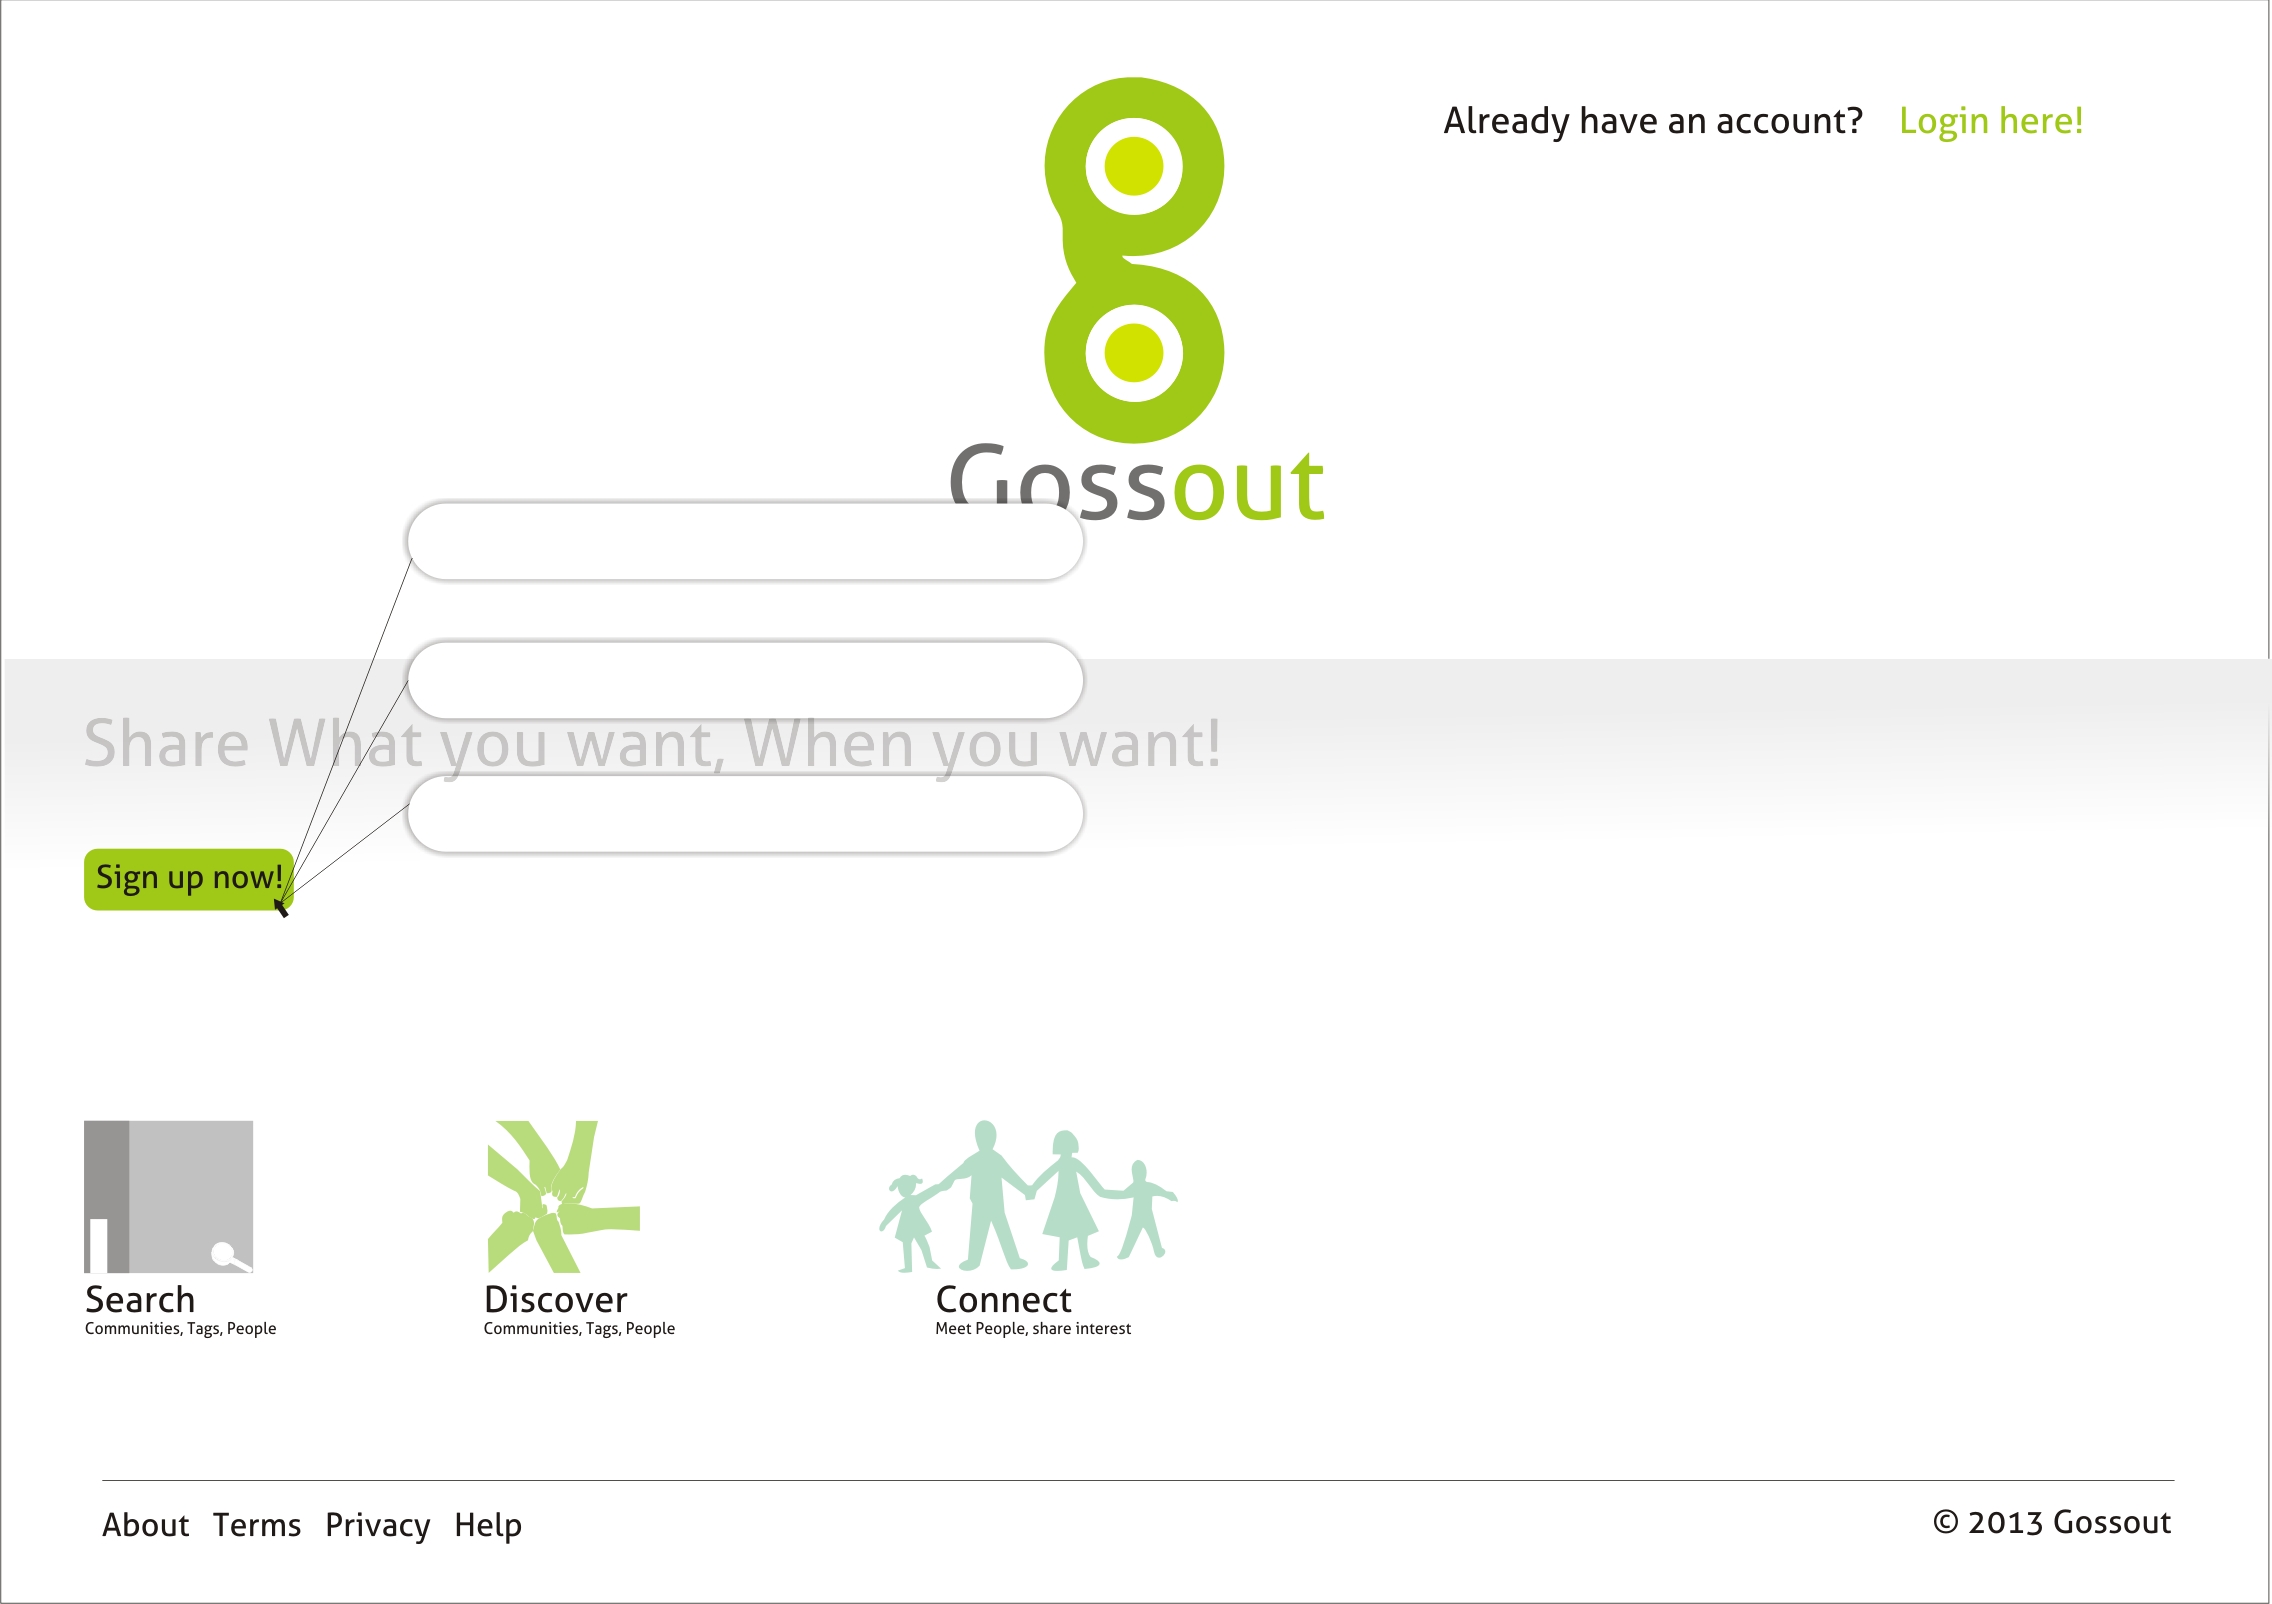 Already have an account? Login here!
Gossout
Share What you want, When you want!
Sign up now!
Search
Communities, Tags, People
Discover
Communities, Tags, People
Connect
Meet People, share interest
About Terms Privacy Help
© 2013 Gossout